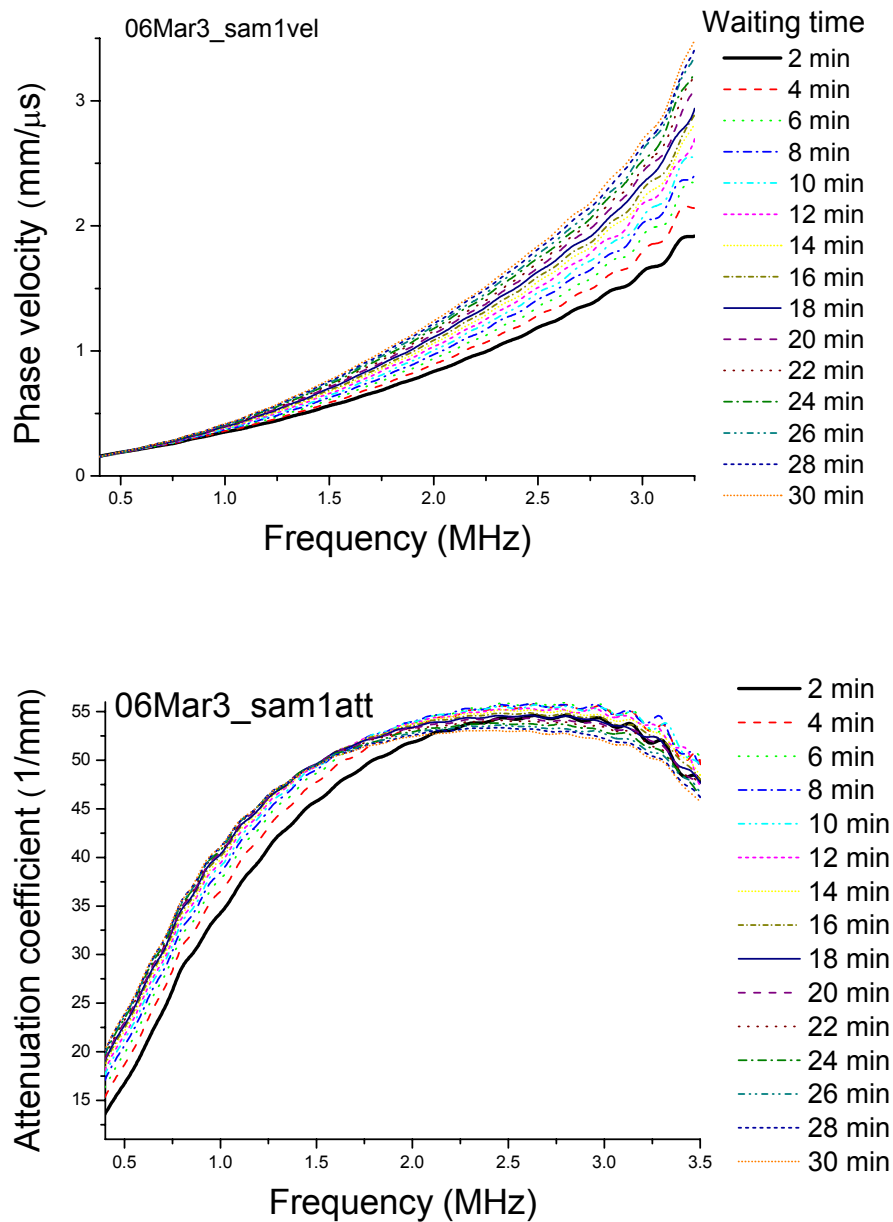 06Mar3_sam1vel
Waiting time
2 min
4 min
6 min
8 min
10 min
12 min
14 min
16 min
18 min
20 min
22 min
24 min
26 min
28 min
30 min
Phase velocity (mm/μs)
3
2
1
0
0.5 1.0 1.5 2.0 2.5 3.0
Frequency (MHz)
06Mar3_sam1att
2 min
4 min
6 min
8 min
10 min
12 min
14 min
16 min
18 min
20 min
22 min
24 min
26 min
28 min
30 min
Attenuation coefficient ( 1/mm)
55
50
45
40
35
30
25
20
15
0.5 1.0 1.5 2.0 2.5 3.0 3.5
Frequency (MHz)